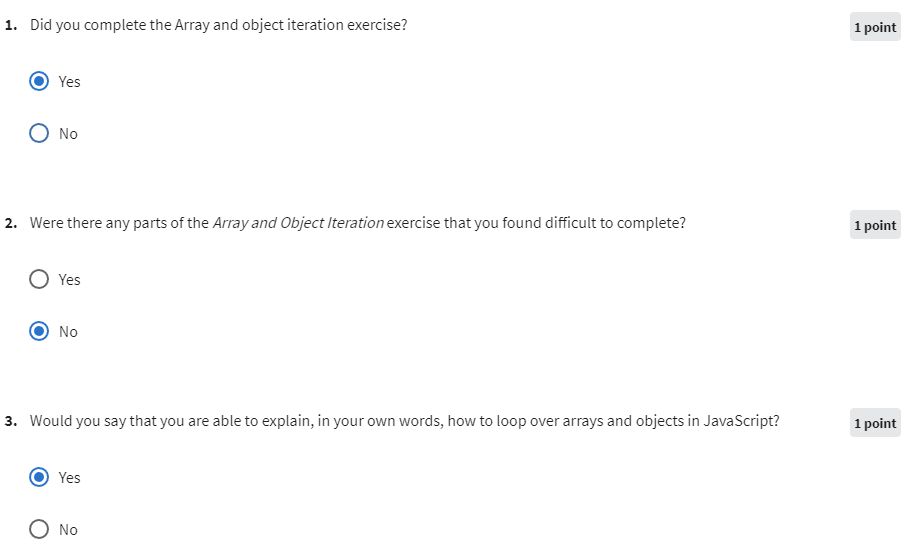 1. Did you complete the Array and object iteration exercise?
1 point
Yes
No
2. Were there any parts of the Array and Object Iteration exercise that you found difficult to complete?
1 point
Yes
No
3. Would you say that you are able to explain, in your own words, how to loop over arrays and objects in JavaScript?
1 point
Yes
No